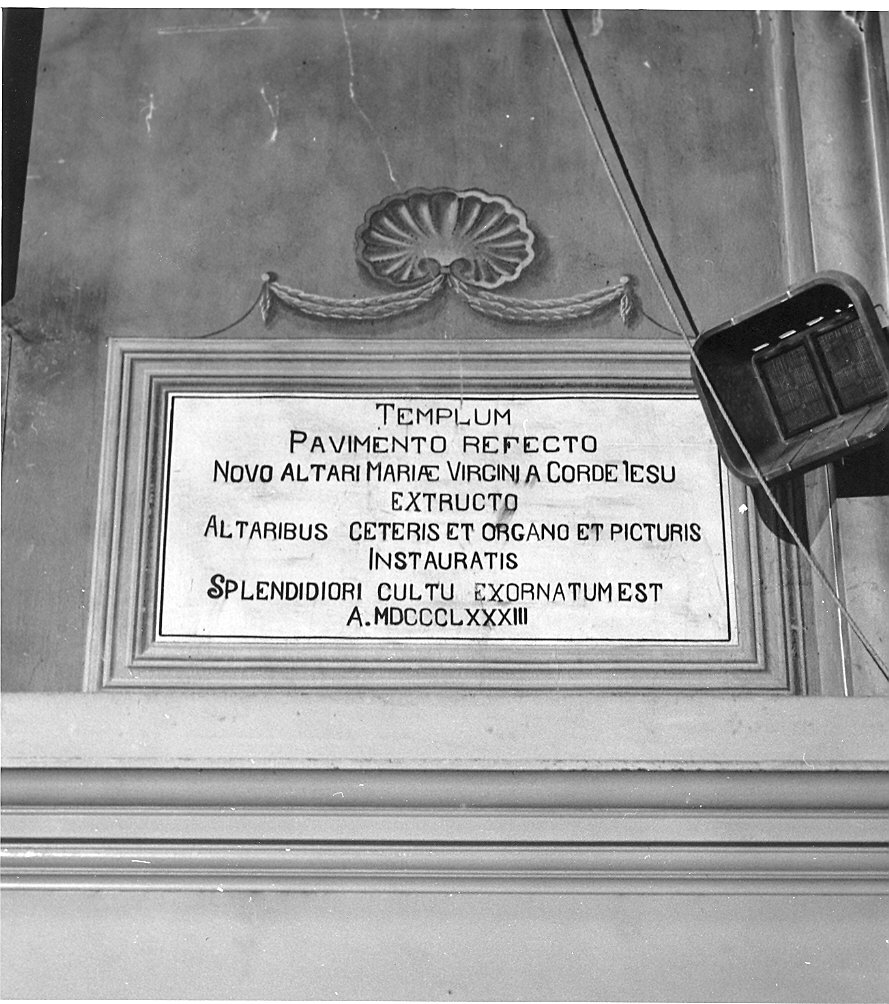 TEMPLUM
PAVIMENTO REFECTO
NOVO ALTARI MARIÆ VIRGINI A CORDE IESU
EXTRUCTO
ALTARIBUS CETERIS ET ORGANO ET PICTURIS
INSTAURATIS
SPLENDIDIORI CULTU EXORNATUM EST
A. MDCCCLXXXIII